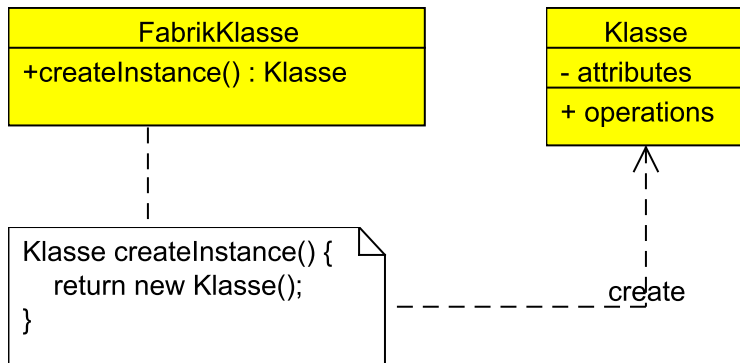 FabrikKlasse
+createInstance() : Klasse
Klasse
- attributes
+ operations
Klasse createInstance() {
return new Klasse();
}
create